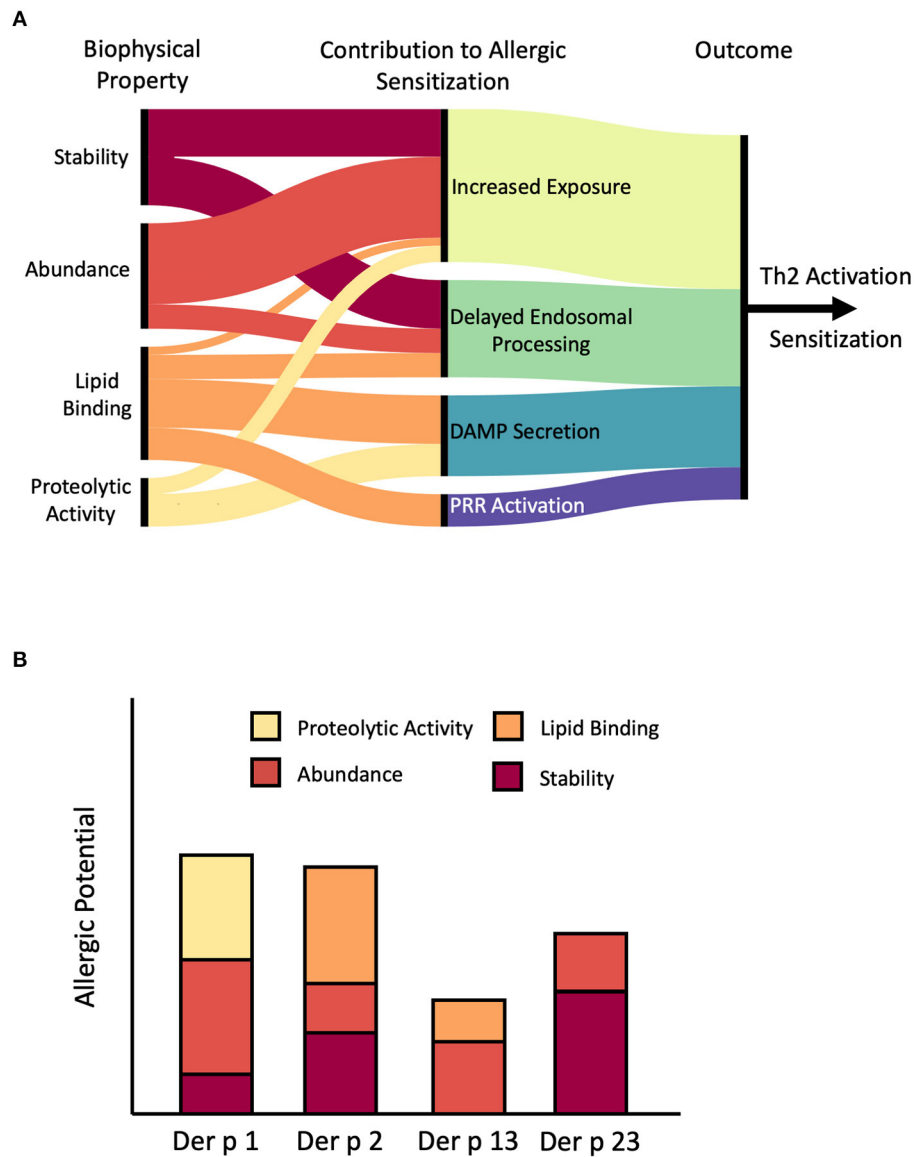 A
Biophysical
Property
Contribution to Allergic
Sensitization
Outcome
Stability
Abundance
Lipid
Binding
Proteolytic
Activity
Increased Exposure
Delayed Endosomal
Processing
DAMP Secretion
PRR Activation
Th2 Activation
Sensitization
B
Allergic Potential
Proteolytic Activity
Lipid Binding
Abundance
Stability
Der p 1
Der p 2
Der p 13
Der p 23